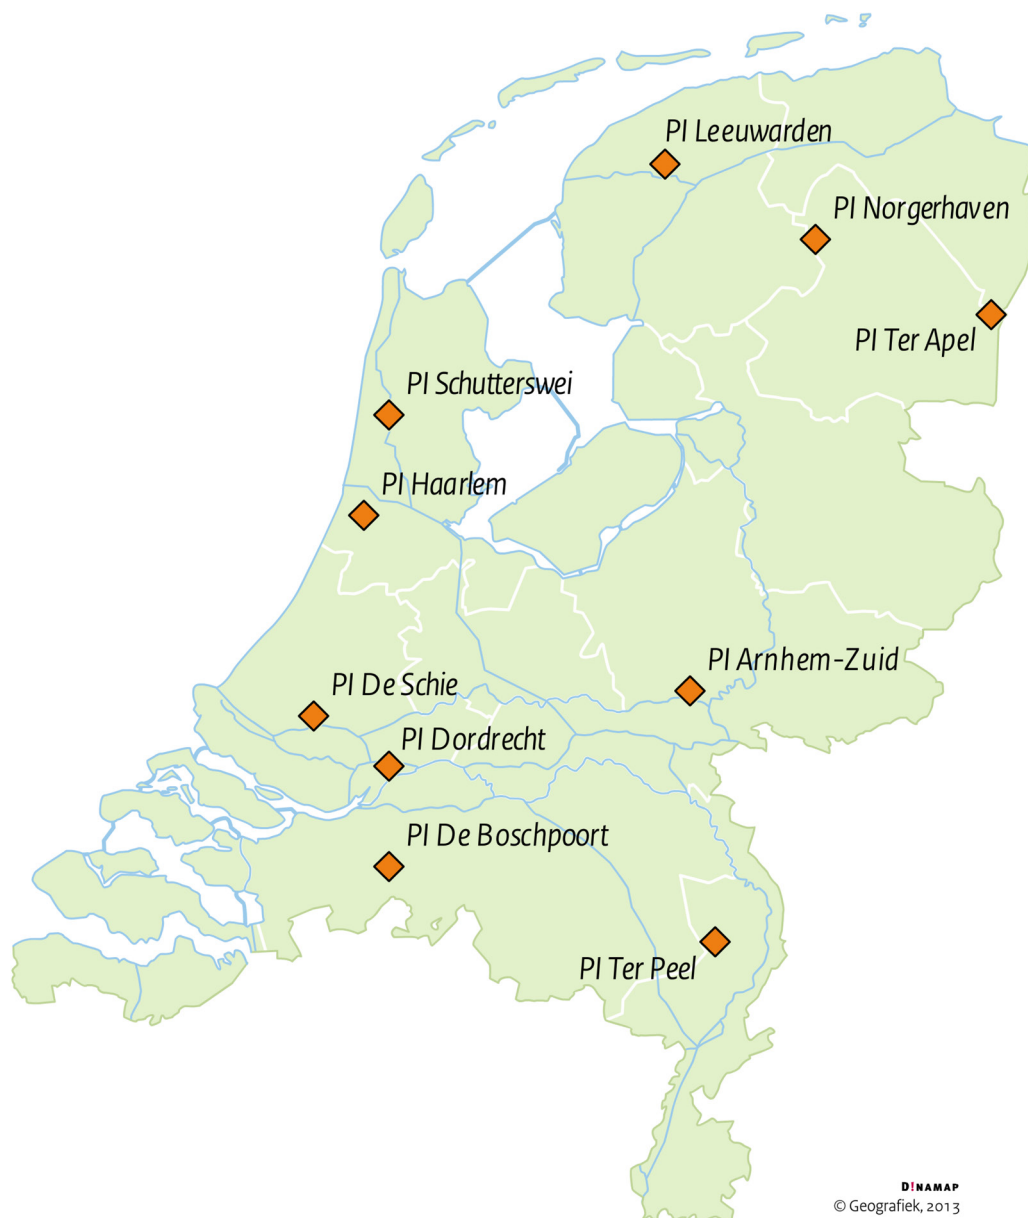 PI Leeuwarden
PI Norgerhaven
PI Ter Apel
PI Schutterswei
PI Haarlem
PI Arnhem-Zuid
PI De Schie
PI Dordrecht
PI De Boschpoort
PI Ter Peel
D!NAMAP
© Geografiek, 2013